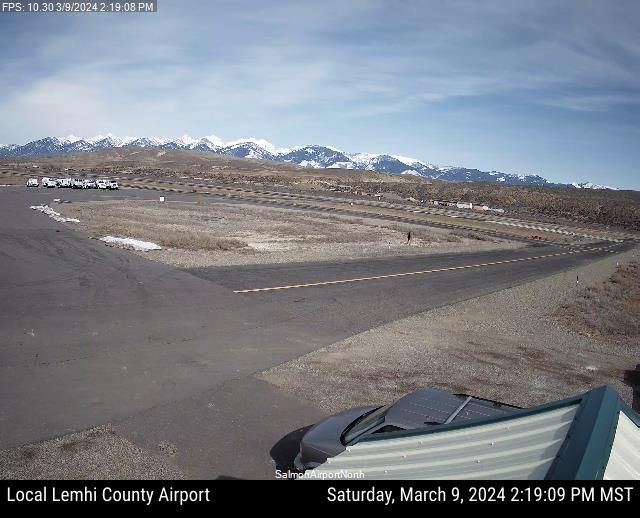 FPS: 10.30 3/9/2024 2:19:08 PM
SalmonAirportNorth
Local Lemhi County Airport Saturday, March 9, 2024 2:19:09 PM MST